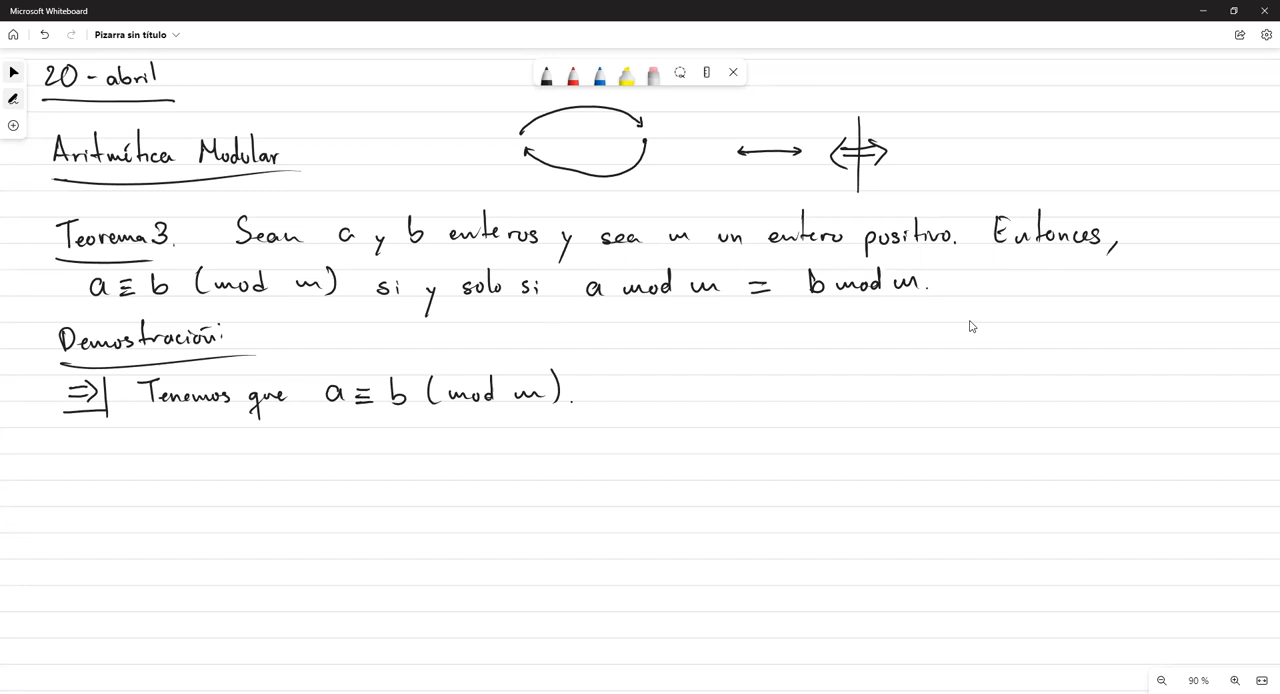 Microsoft Whiteboard
Pizarra sin título
20 - abril
Aritmética Modular
Teorema 3. Sean a y b enteros y sea m un entero positivo. Entonces,
a ≡ b (mod m) si y solo si a mod m = b mod m.
Demostración:
⇒| Tenemos que a ≡ b (mod m).
90 %